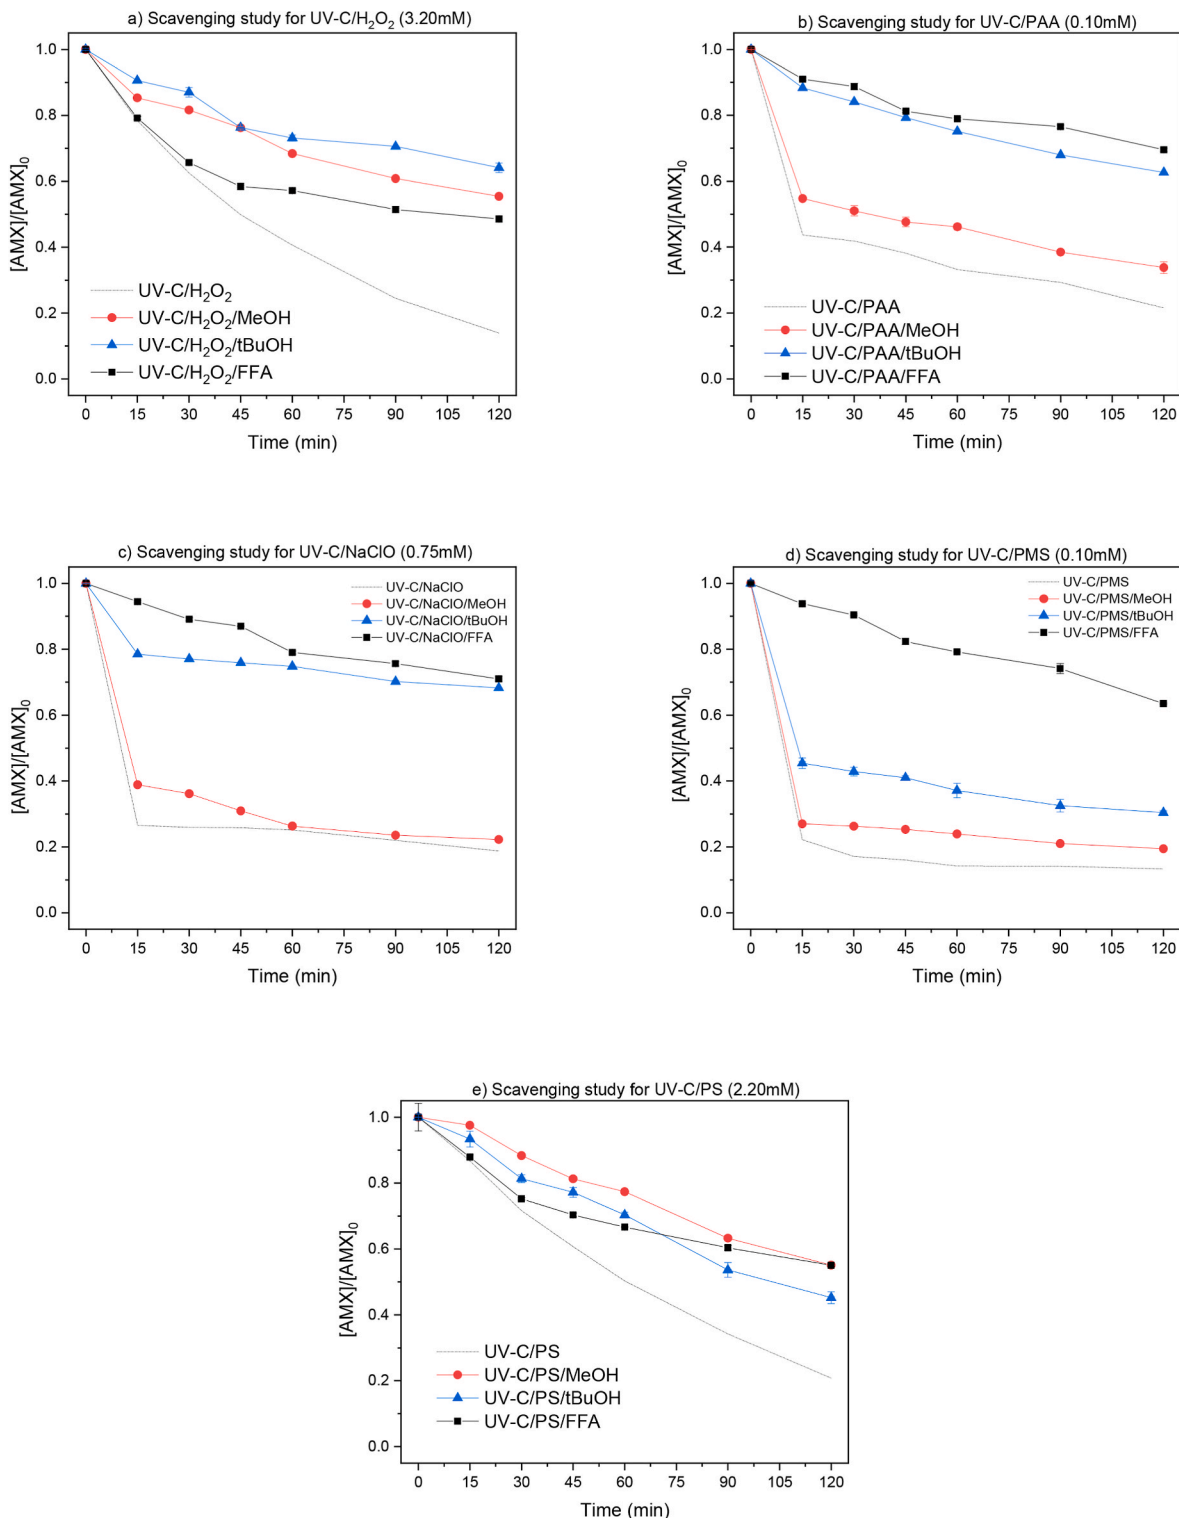 a) Scavenging study for UV-C/H₂O₂ (3.20mM)
1.0
0.8
0.6
0.4
0.2
0.0
[AMX]/[AMX]₀
UV-C/H₂O₂
UV-C/H₂O₂/MeOH
UV-C/H₂O₂/tBuOH
UV-C/H₂O₂/FFA
0 15 30 45 60 75 90 105 120
Time (min)
b) Scavenging study for UV-C/PAA (0.10mM)
1.0
0.8
0.6
0.4
0.2
0.0
[AMX]/[AMX]₀
UV-C/PAA
UV-C/PAA/MeOH
UV-C/PAA/tBuOH
UV-C/PAA/FFA
0 15 30 45 60 75 90 105 120
Time (min)
c) Scavenging study for UV-C/NaClO (0.75mM)
1.0
0.8
0.6
0.4
0.2
0.0
[AMX]/[AMX]₀
UV-C/NaClO
UV-C/NaClO/MeOH
UV-C/NaClO/tBuOH
UV-C/NaClO/FFA
0 15 30 45 60 75 90 105 120
Time (min)
d) Scavenging study for UV-C/PMS (0.10mM)
1.0
0.8
0.6
0.4
0.2
0.0
[AMX]/[AMX]₀
UV-C/PMS
UV-C/PMS/MeOH
UV-C/PMS/tBuOH
UV-C/PMS/FFA
0 15 30 45 60 75 90 105 120
Time (min)
e) Scavenging study for UV-C/PS (2.20mM)
1.0
0.8
0.6
0.4
0.2
0.0
[AMX]/[AMX]₀
UV-C/PS
UV-C/PS/MeOH
UV-C/PS/tBuOH
UV-C/PS/FFA
0 15 30 45 60 75 90 105 120
Time (min)